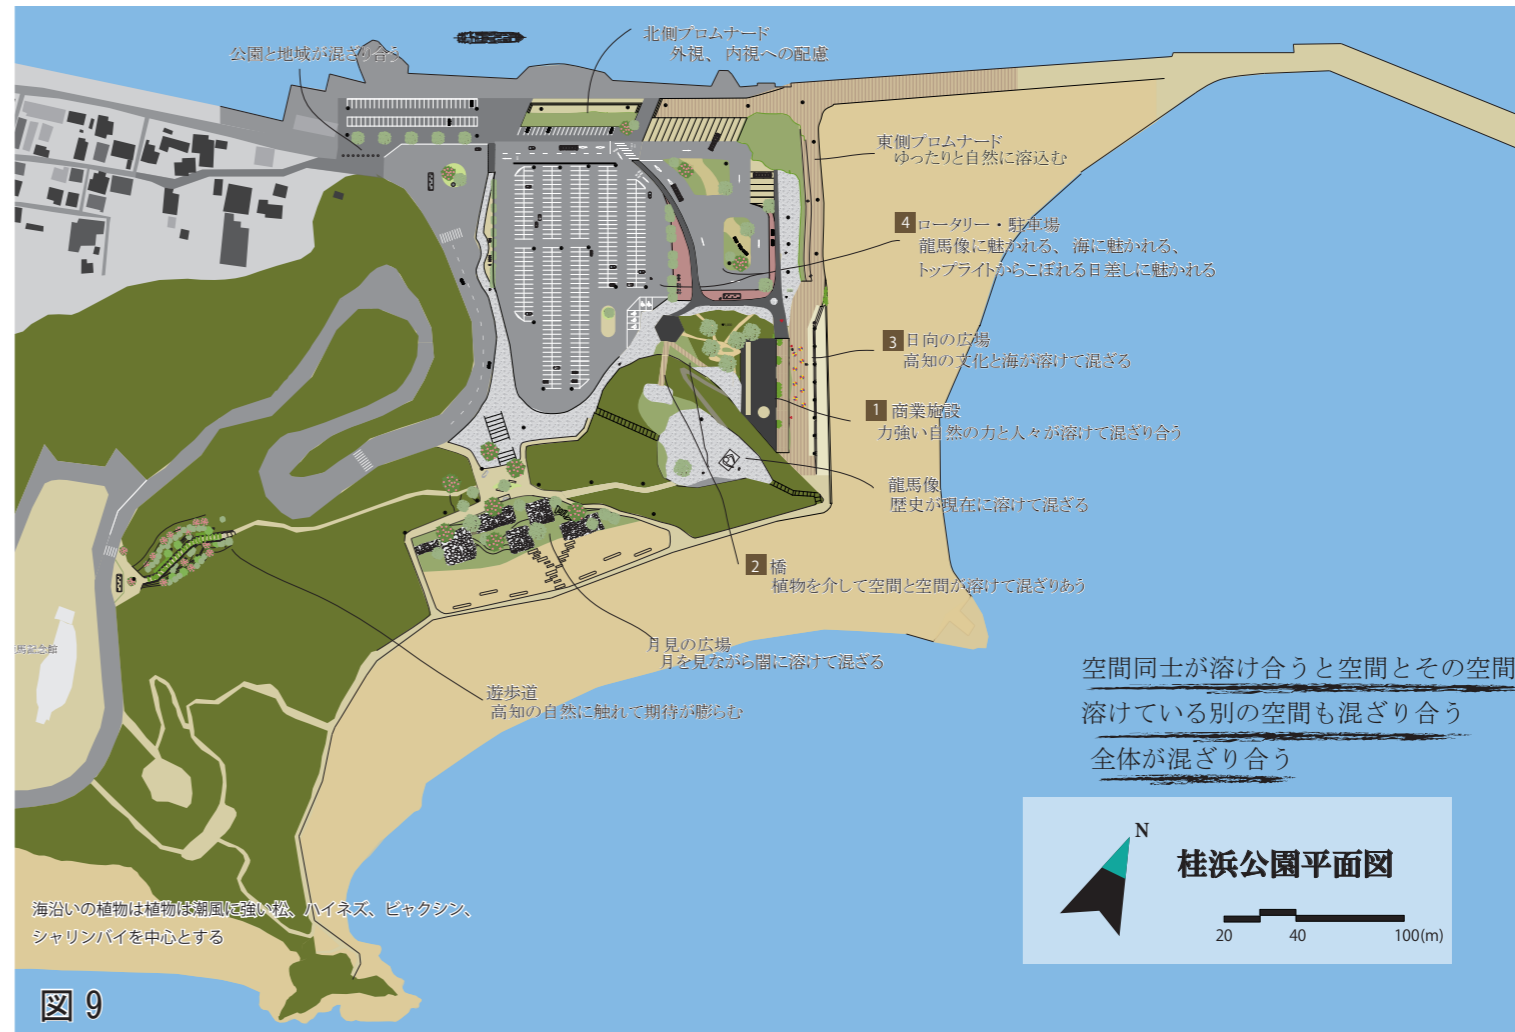 公園と地域が混ざり合う
北側プロムナード
外視、内視への配慮
東側プロムナード
ゆったりと自然に溶込む
4 ロータリー・駐車場
龍馬像に魅かれる、海に魅かれる、
トップライトからこぼれる日差しに魅かれる
3 日向の広場
高知の文化と海が溶けて混ざる
1 商業施設
力強い自然の力と人々が溶けて混ざり合う
龍馬像
歴史が現在に溶けて混ざる
2 橋
植物を介して空間と空間が溶けて混ざりあう
月見の広場
月を見ながら闇に溶けて混ざる
遊歩道
高知の自然に触れて期待が膨らむ
馬記念館
空間同士が溶け合うと空間とその空間
溶けている別の空間も混ざり合う
全体が混ざり合う
N
桂浜公園平面図
20 40 100(m)
海沿いの植物は植物は潮風に強い松、ハイネズ、ビャクシン、
シャリンバイを中心とする
図 9